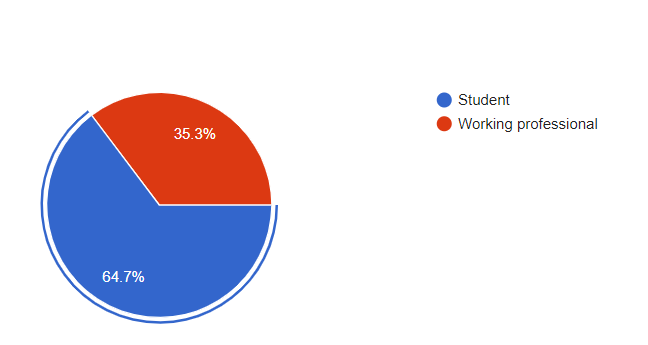 Student
Working professional
35.3%
64.7%